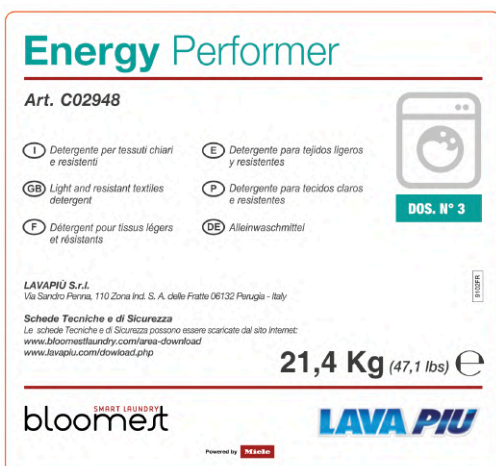 Energy Performer
Art. C02948
I Detergente per tessuti chiari
e resistenti
GB Light and resistant textiles
detergent
F Détergent pour tissus légers
et résistants
E Detergente para tejidos ligeros
y resistentes
P Detergente para tecidos claros
e resistentes
DE Alleinwaschmittel
DOS. N° 3
LAVAPIÙ S.r.l.
Via Sandro Penna, 110 Zona Ind. S. A. delle Fratte 06132 Perugia - Italy
9102FR
Schede Tecniche e di Sicurezza
Le schede Tecniche e di Sicurezza possono essere scaricate dal sito Internet:
www.bloomestlaundry.com/area-download
www.lavapiu.com/dowload.php
21,4 Kg (47,1 lbs) ℮
SMART LAUNDRY
bloomest
LAVA PIU
Powered by Miele